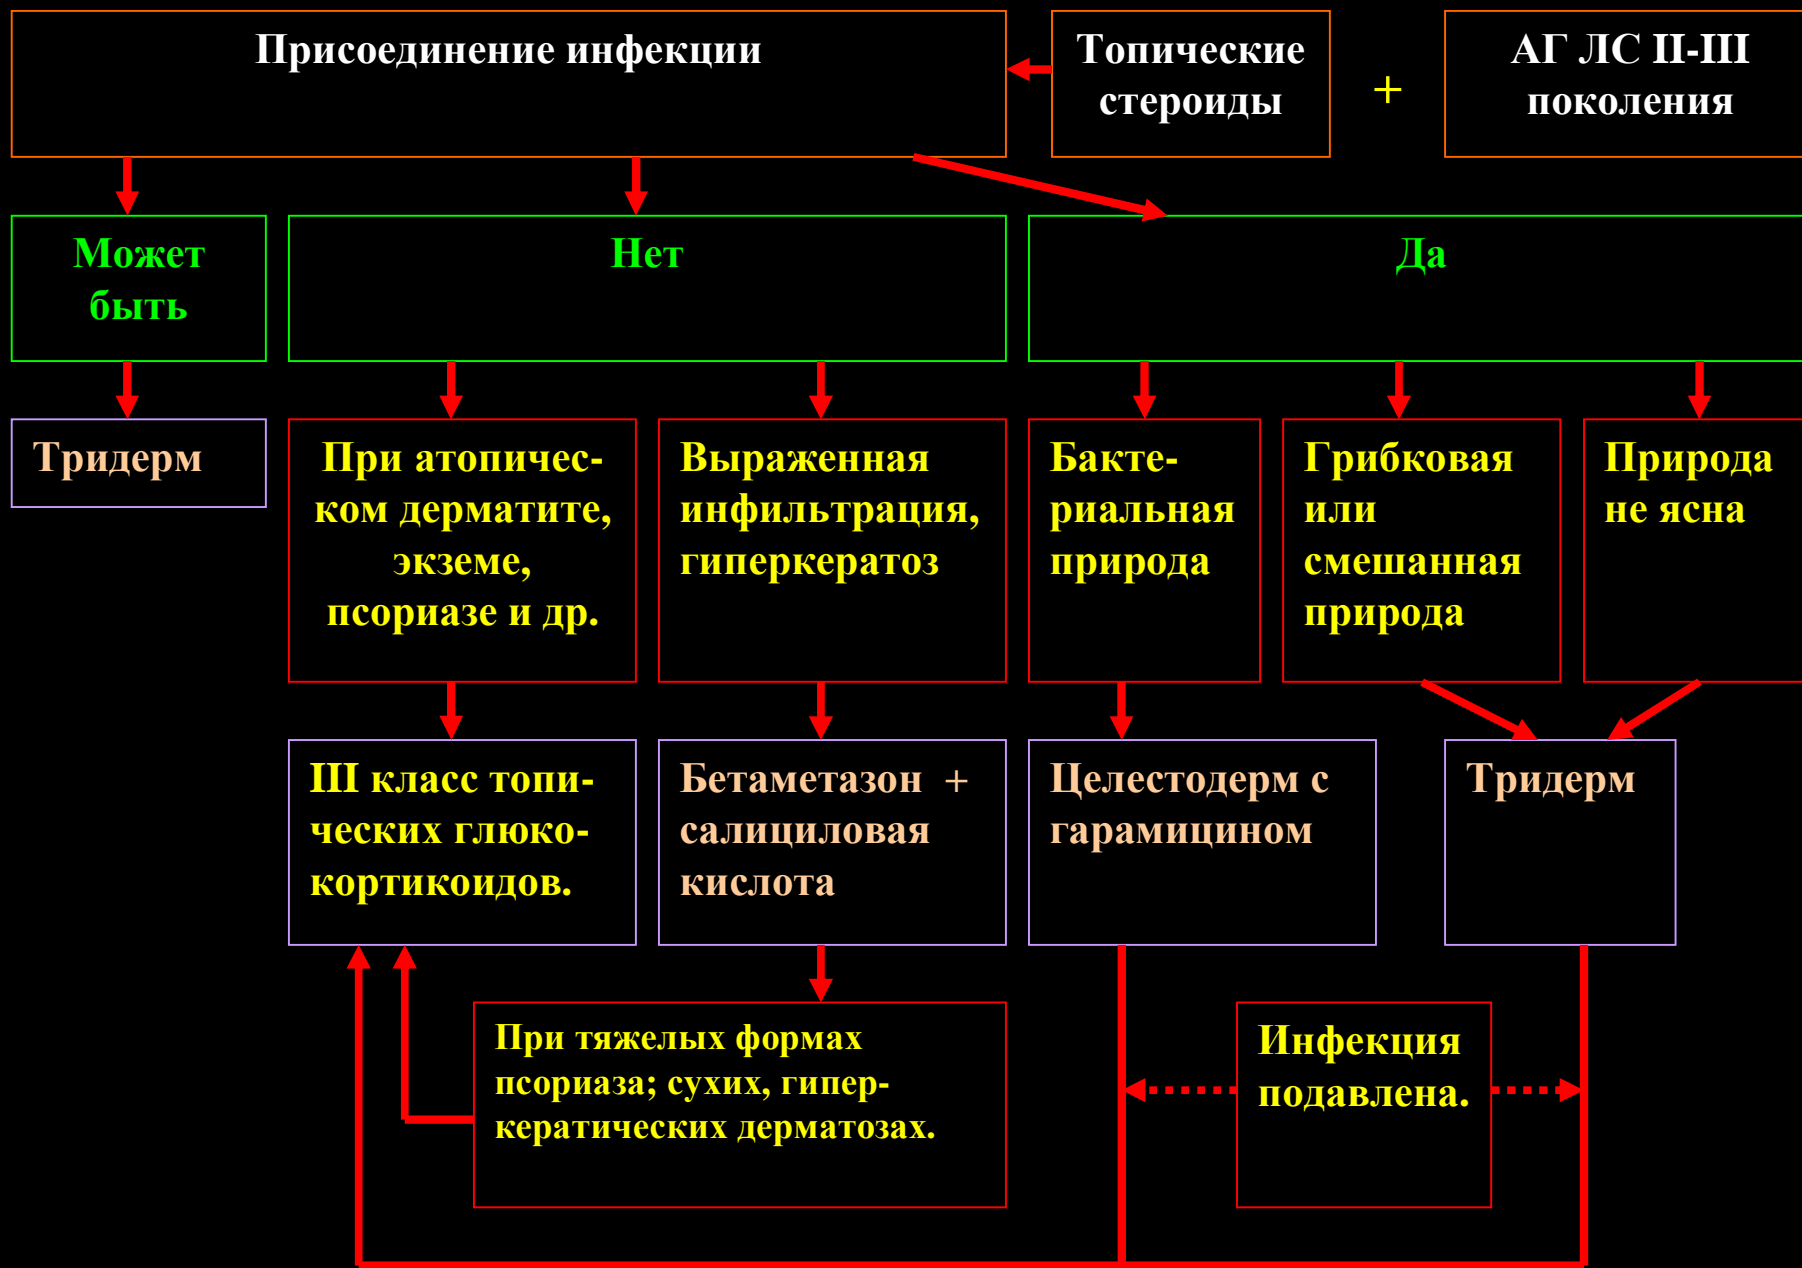 Присоединение инфекции
Топические
стероиды
+
АГ ЛС II-III
поколения
Может
быть
Нет
Да
Тридерм
При атопичес-
ком дерматите,
экземе,
псориазе и др.
Выраженная
инфильтрация,
гиперкератоз
Бакте-
риальная
природа
Грибковая
или
смешанная
природа
Природа
не ясна
III класс топи-
ческих глюко-
кортикоидов.
Бетаметазон +
салициловая
кислота
Целестодерм с
гарамицином
Тридерм
При тяжелых формах
псориаза; сухих, гипер-
кератических дерматозах.
Инфекция
подавлена.